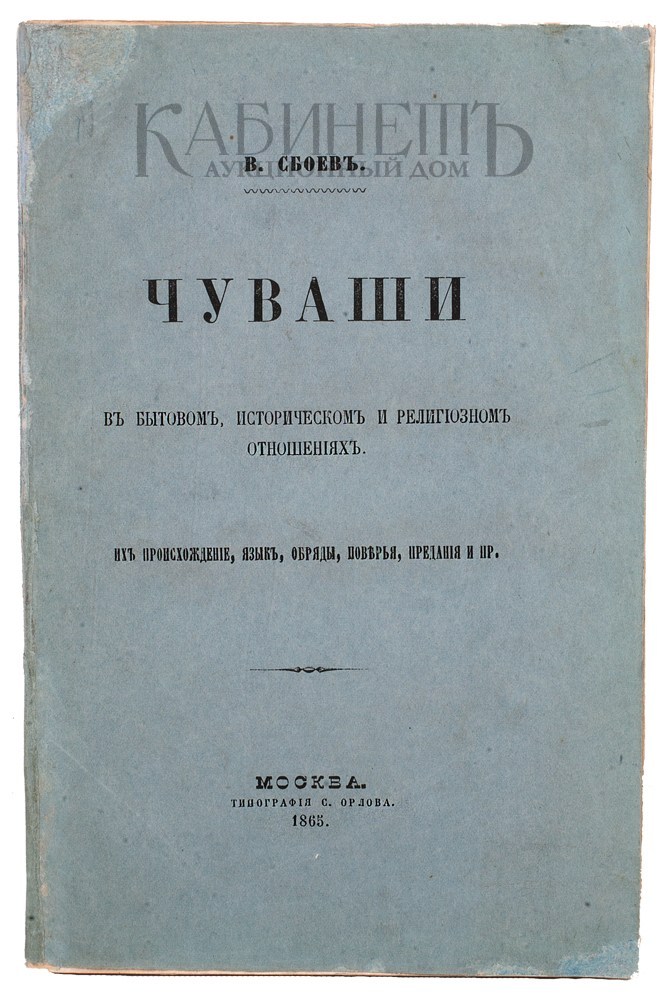 КАБИНЕТЪ
АУКЦИОННЫЙ ДОМ
В. СБОЕВЪ.
ЧУВАШИ
ВЪ БЫТОВОМЪ, ИСТОРИЧЕСКОМЪ И РЕЛИГІОЗНОМЪ
ОТНОШЕНІЯХЪ.
ИХЪ ПРОИСХОЖДЕНІЕ, ЯЗЫКЪ, ОБРЯДЫ, ПОВѢРЬЯ, ПРЕДАНІЯ И ПР.
МОСКВА.
ТИПОГРАФІЯ С. ОРЛОВА.
1865.